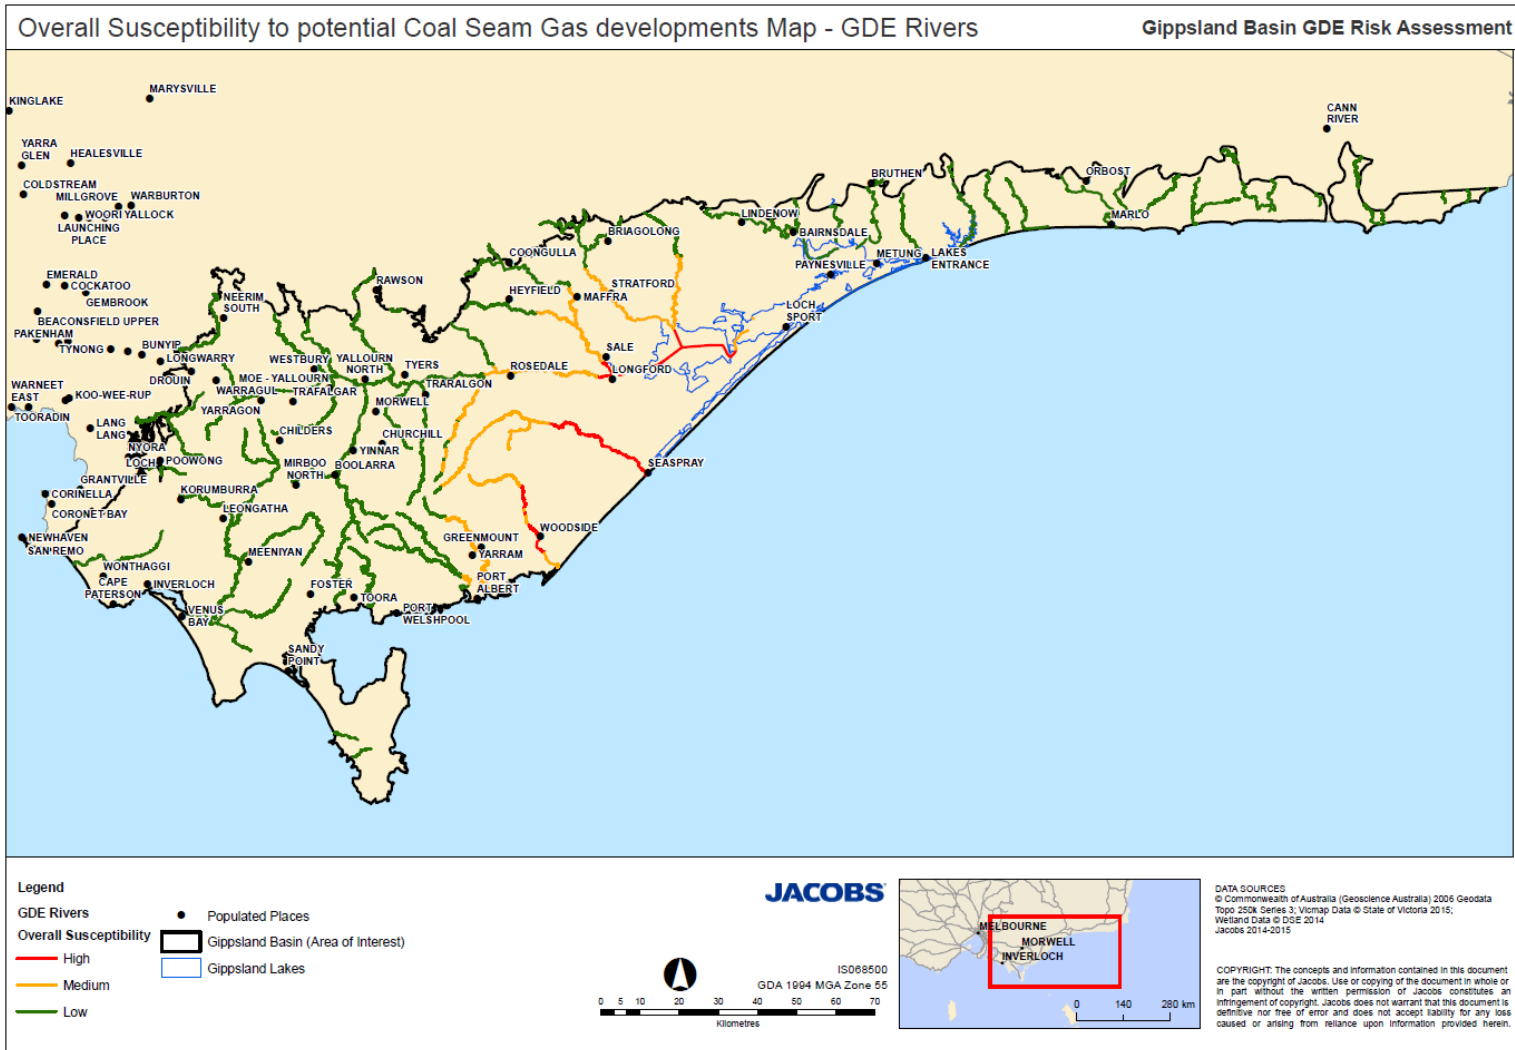 Overall Susceptibility to potential Coal Seam Gas developments Map - GDE Rivers
Gippsland Basin GDE Risk Assessment
KINGLAKE
MARYSVILLE
CANN
RIVER
YARRA
GLEN
HEALESVILLE
COLDSTREAM
MILLGROVE
WARBURTON
WOORI YALLOCK
LAUNCHING
PLACE
BRUTHEN
ORBOST
MARLO
LINDENOW
BAIRNSDALE
BRIAGOLONG
COONGULLA
METUNG
LAKES
ENTRANCE
PAYNESVILLE
EMERALD
COCKATOO
GEMBROOK
RAWSON
NEERIM
SOUTH
HEYFIELD
STRATFORD
MAFFRA
LOCH
SPORT
BEACONSFIELD UPPER
PAKENHAM
TYNONG
BUNYIP
LONGWARRY
DROUIN
WESTBURY
YALLOURN
NORTH
TYERS
ROSEDALE
SALE
LONGFORD
MOE - YALLOURN
TRARALGON
WARRAGUL
TRAFALGAR
WARNEET
EAST
KOO-WEE-RUP
TOORADIN
YARRAGON
MORWELL
LANG
LANG
CHILDERS
CHURCHILL
NYORA
YINNAR
LOCH
POOWONG
MIRBOO
NORTH
BOOLARRA
SEASPRAY
GRANTVILLE
CORINELLA
KORUMBURRA
CORONET BAY
LEONGATHA
NEWHAVEN
SAN REMO
WOODSIDE
GREENMOUNT
YARRAM
MEENIYAN
WONTHAGGI
CAPE
PATERSON
INVERLOCH
FOSTER
TOORA
PORT
ALBERT
VENUS
BAY
PORT
WELSHPOOL
SANDY
POINT
Legend
GDE Rivers
Overall Susceptibility
High
Medium
Low
Populated Places
Gippsland Basin (Area of Interest)
Gippsland Lakes
JACOBS
IS068500
GDA 1994 MGA Zone 55
0 5 10 20 30 40 50 60 70
Kilometres
MELBOURNE
MORWELL
INVERLOCH
0 140 280 km
DATA SOURCES
© Commonwealth of Australia (Geoscience Australia) 2006 Geodata
Topo 250k Series 3; Vicmap Data © State of Victoria 2015;
Wetland Data © DSE 2014
Jacobs 2014-2015
COPYRIGHT: The concepts and information contained in this document
are the copyright of Jacobs. Use or copying of the document in whole or
in part without the written permission of Jacobs constitutes an
infringement of copyright. Jacobs does not warrant that this document is
definitive nor free of error and does not accept liability for any loss
caused or arising from reliance upon information provided herein.